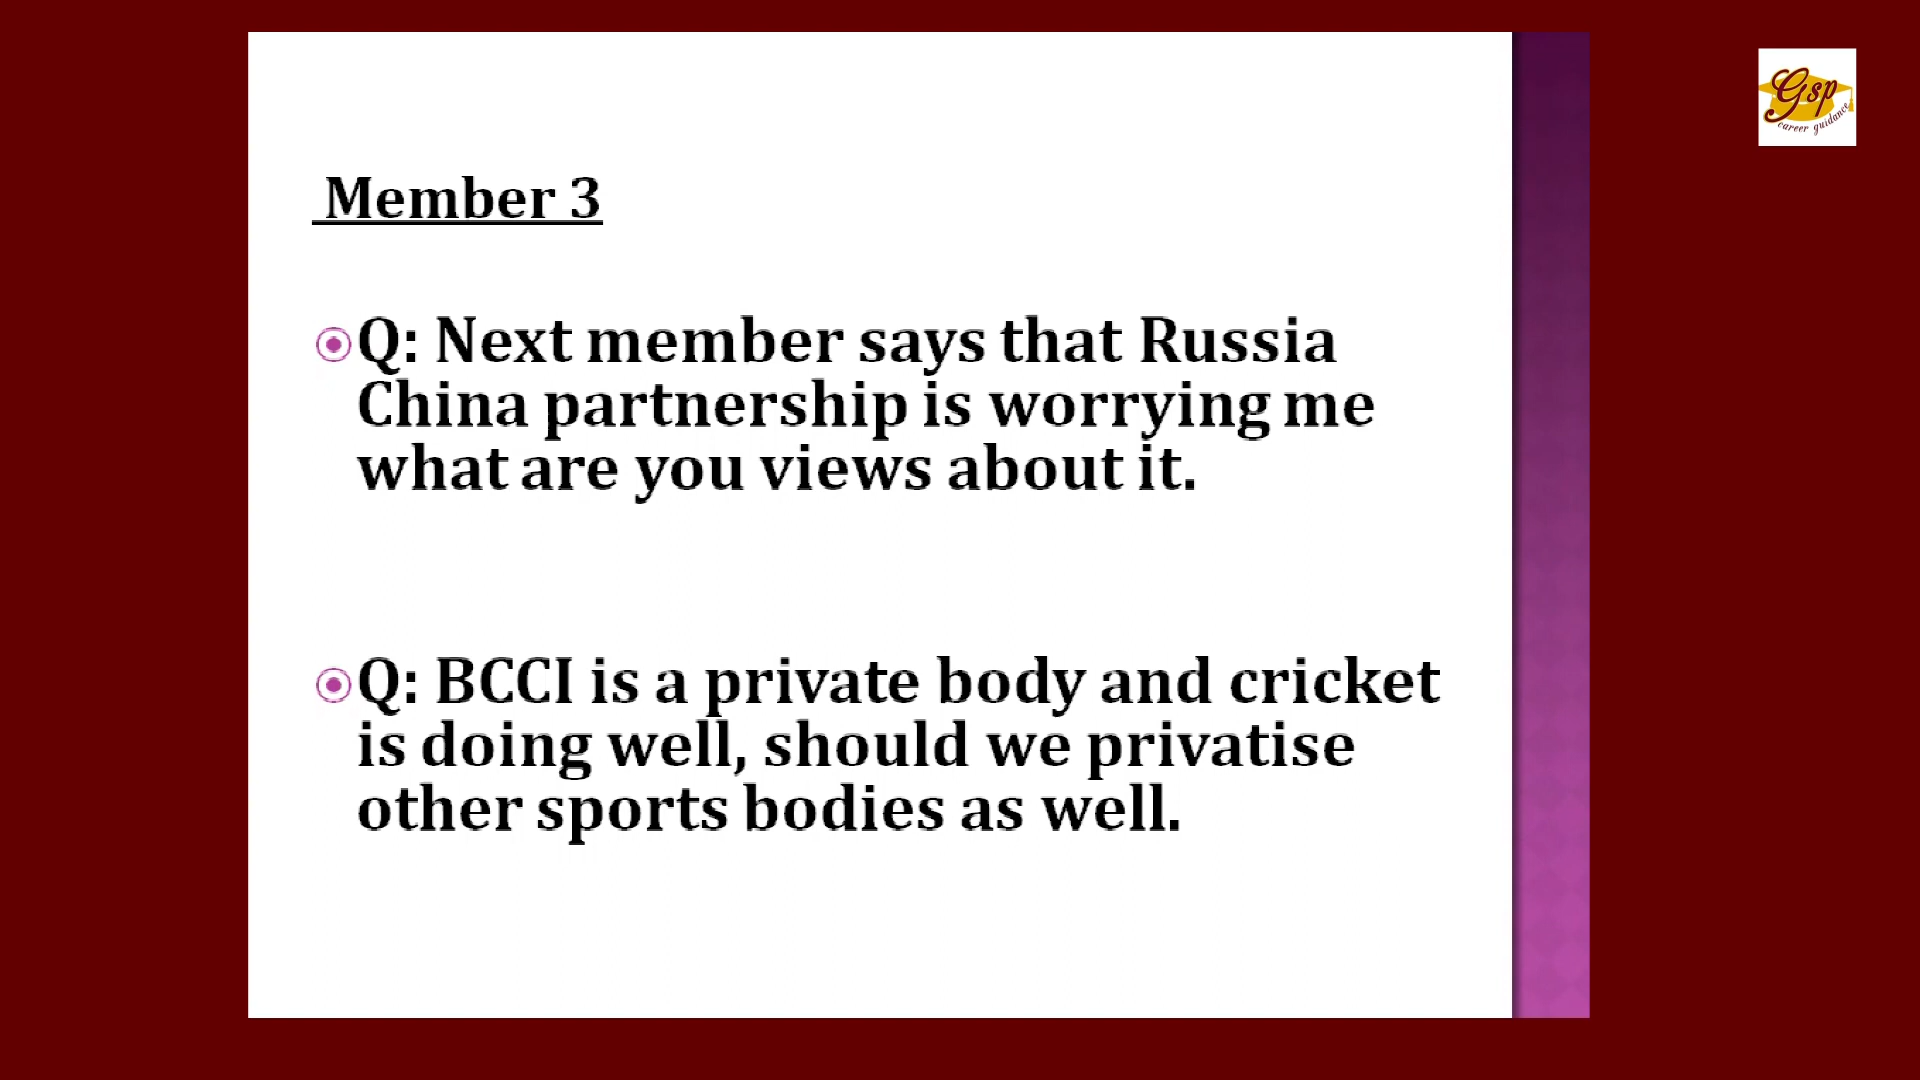 Gsp
career guidance
Member 3
Q: Next member says that Russia
China partnership is worrying me
what are you views about it.
Q: BCCI is a private body and cricket
is doing well, should we privatise
other sports bodies as well.